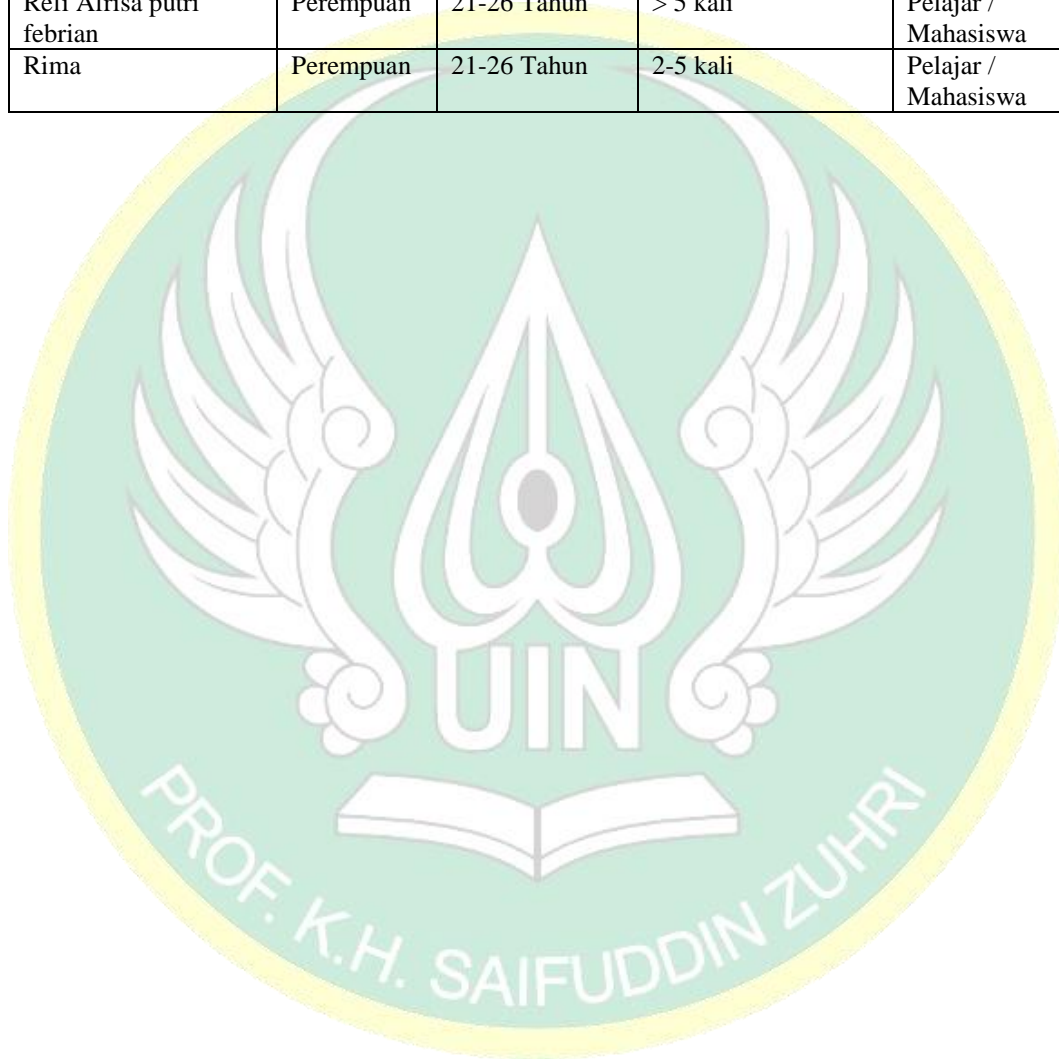 Refi Afrisa putri Perempuan 21-26 Tahun > 5 kali Pelajar /
febrian Mahasiswa
Rima Perempuan 21-26 Tahun 2-5 kali Pelajar /
Mahasiswa
UIN
PROF. K.H. SAIFUDDIN ZUHRI